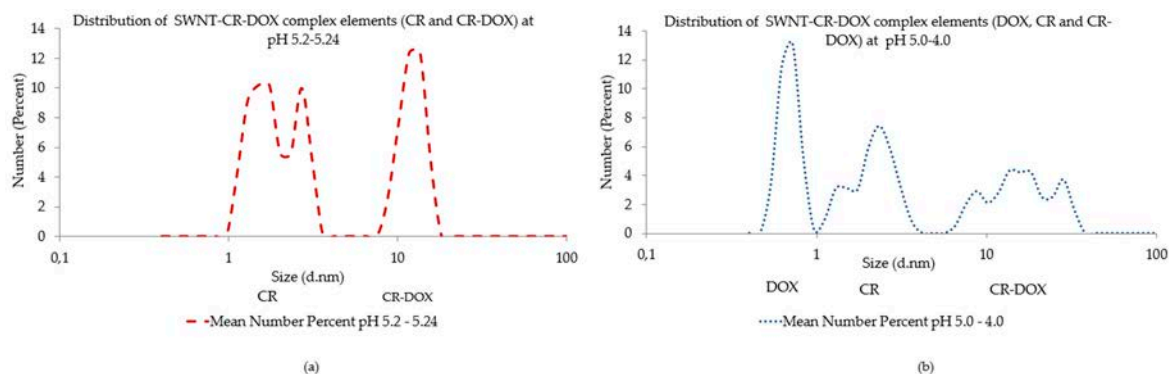 Distribution of SWNT-CR-DOX complex elements (CR and CR-DOX) at
pH 5.2-5.24
14
12
10
8
6
4
2
0
Number (Percent)
0,1
1
10
100
Size (d.nm)
CR
CR-DOX
Mean Number Percent pH 5.2 - 5.24
(a)
Distribution of SWNT-CR-DOX complex elements (DOX, CR and CR-
DOX) at pH 5.0-4.0
14
12
10
8
6
4
2
0
Number (Percent)
0,1
1
10
100
Size (d.nm)
DOX
CR
CR-DOX
Mean Number Percent pH 5.0 - 4.0
(b)